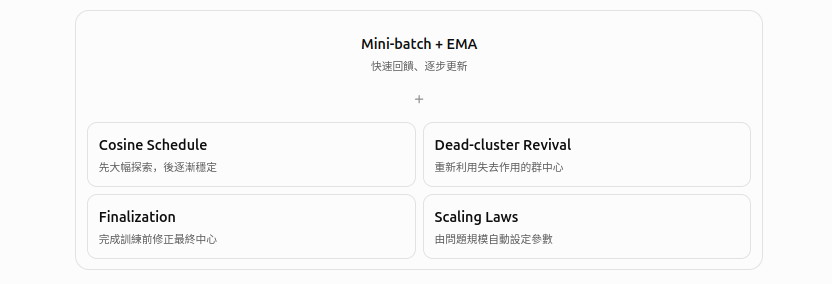 Mini-batch + EMA
快速回饋、逐步更新
+
Cosine Schedule
先大幅探索，後逐漸穩定
Dead-cluster Revival
重新利用失去作用的群中心
Finalization
完成訓練前修正最終中心
Scaling Laws
由問題規模自動設定參數